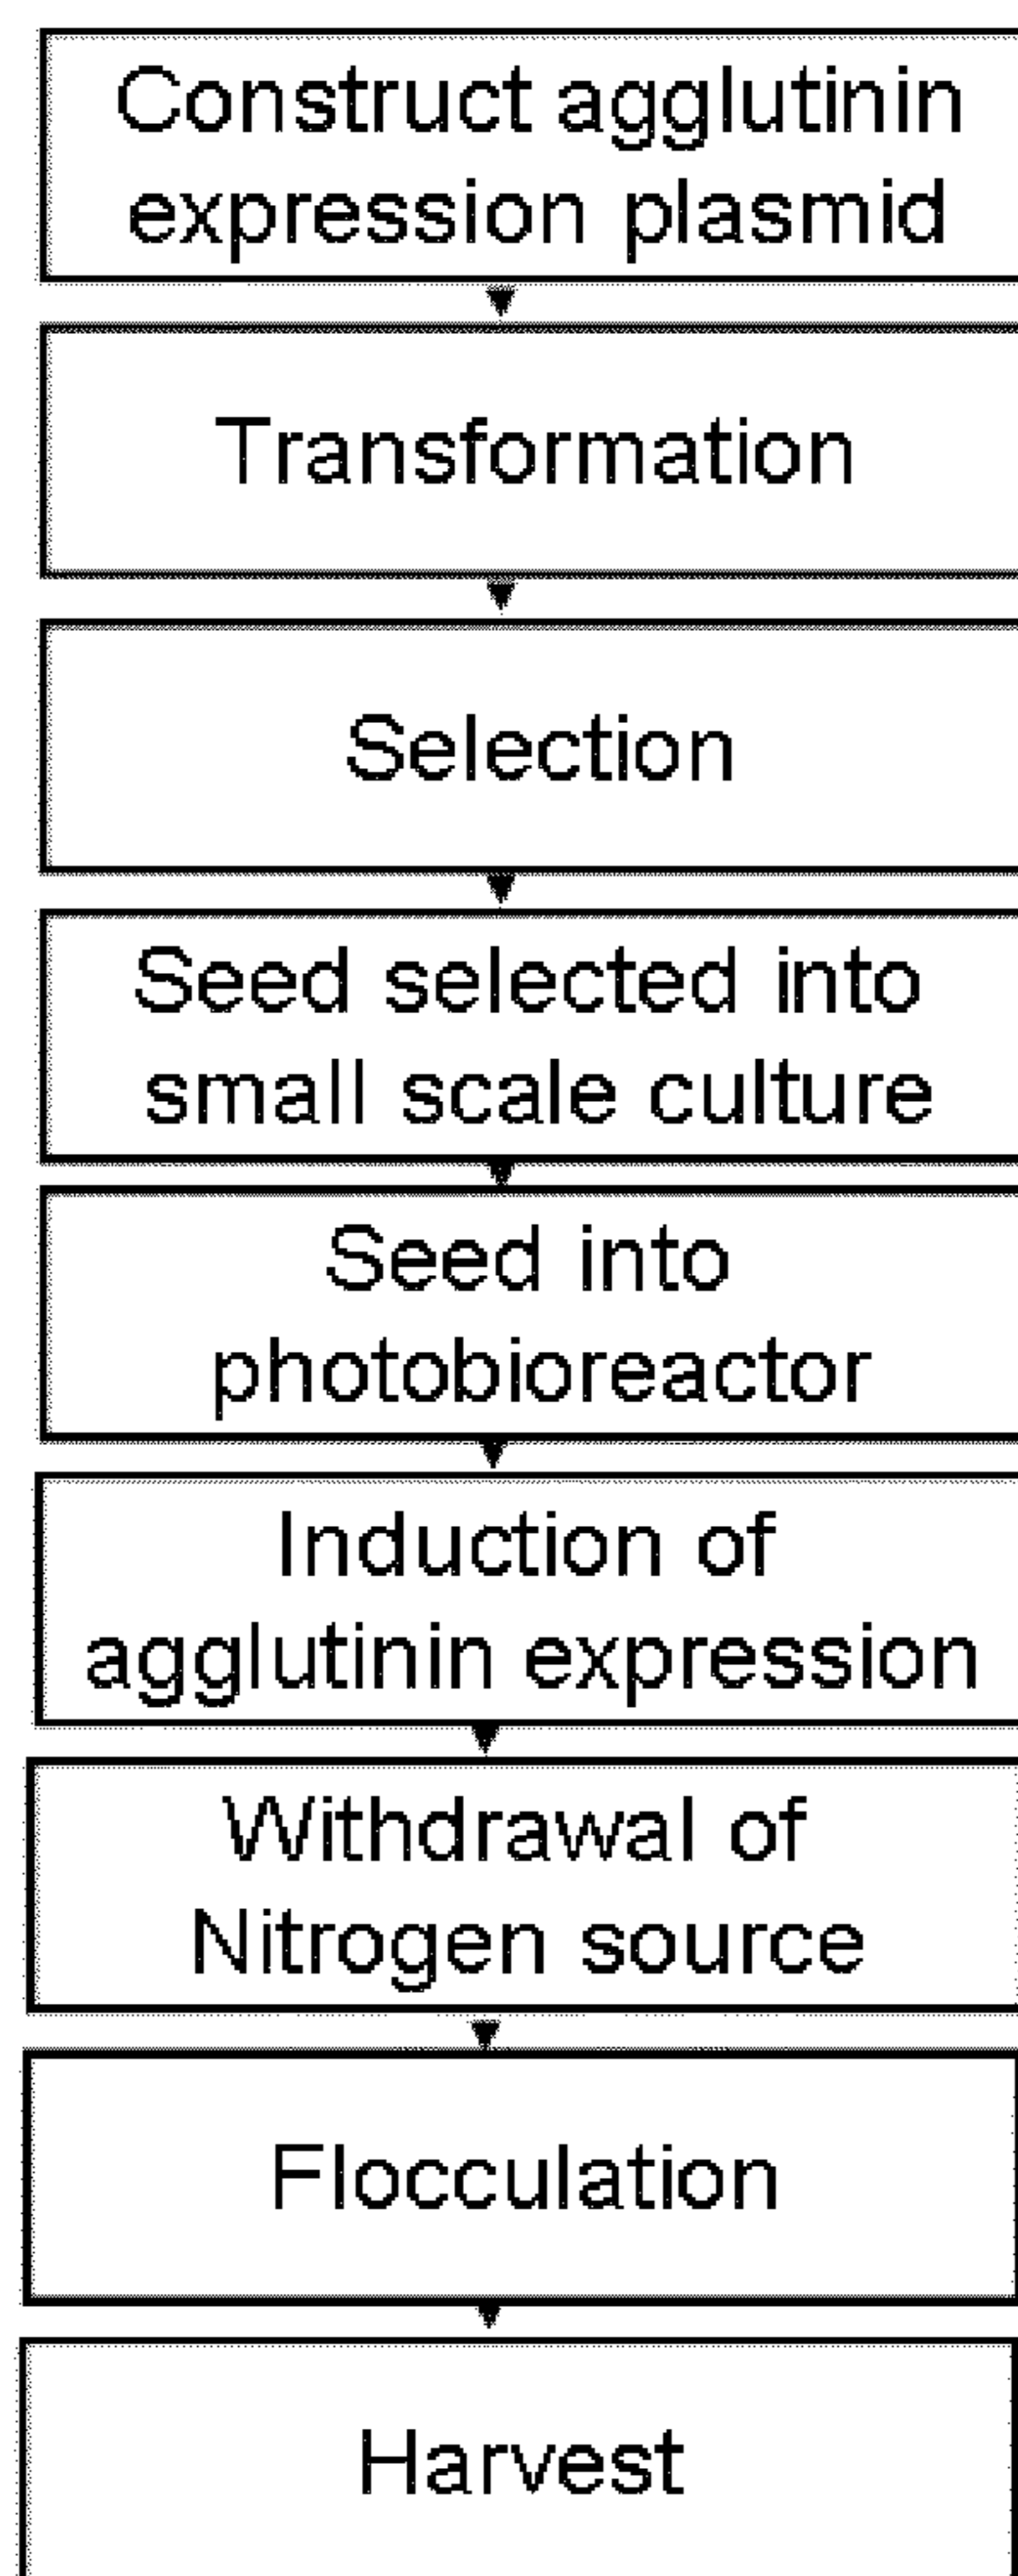 Construct agglutinin
expression plasmid
Transformation
Selection
Seed selected into
small scale culture
Seed into
photobioreactor
Induction of
agglutinin expression
Withdrawal of
Nitrogen source
Flocculation
Harvest